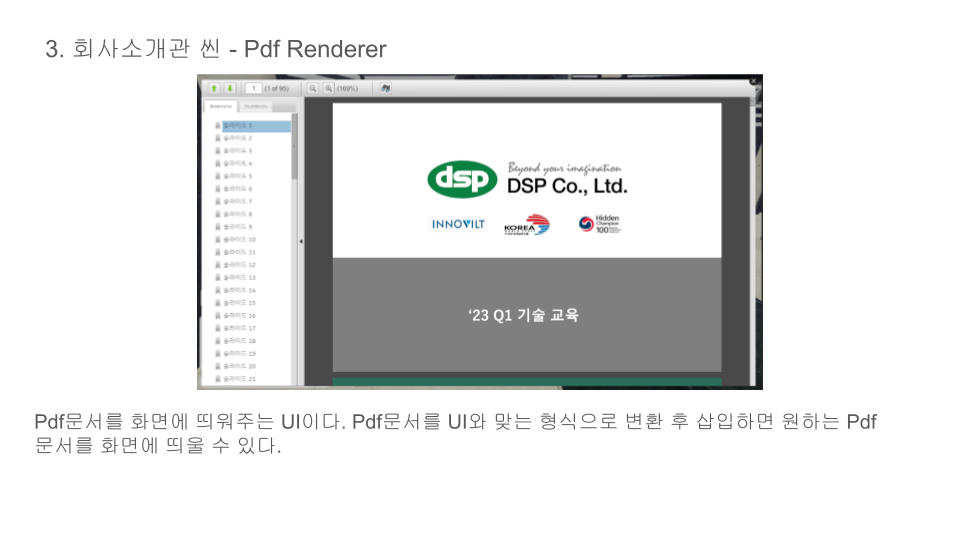 3. 회사소개관 씬 - Pdf Renderer
1 (1 of 95) (169%)
Bookmarks Thumbnails
슬라이드 1
슬라이드 2
슬라이드 3
슬라이드 4
슬라이드 5
슬라이드 6
슬라이드 7
슬라이드 8
슬라이드 9
슬라이드 10
슬라이드 11
슬라이드 12
슬라이드 13
슬라이드 14
슬라이드 15
슬라이드 16
슬라이드 17
슬라이드 18
슬라이드 19
슬라이드 20
슬라이드 21
dsp
Beyond your imagination
DSP Co., Ltd.
INNOVILT
KOREA
Hidden
Champion
100
‘23 Q1 기술 교육
Pdf문서를 화면에 띄워주는 UI이다. Pdf문서를 UI와 맞는 형식으로 변환 후 삽입하면 원하는 Pdf
문서를 화면에 띄울 수 있다.